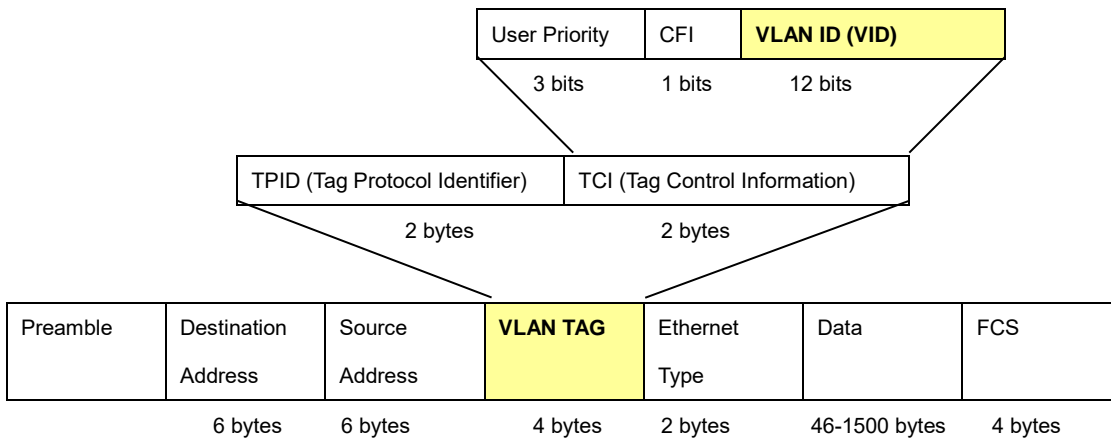 User Priority CFI VLAN ID (VID)
3 bits 1 bits 12 bits
TPID (Tag Protocol Identifier) TCI (Tag Control Information)
2 bytes 2 bytes
Preamble Destination Source VLAN TAG Ethernet Data FCS
Address Address Type
6 bytes 6 bytes 4 bytes 2 bytes 46-1500 bytes 4 bytes